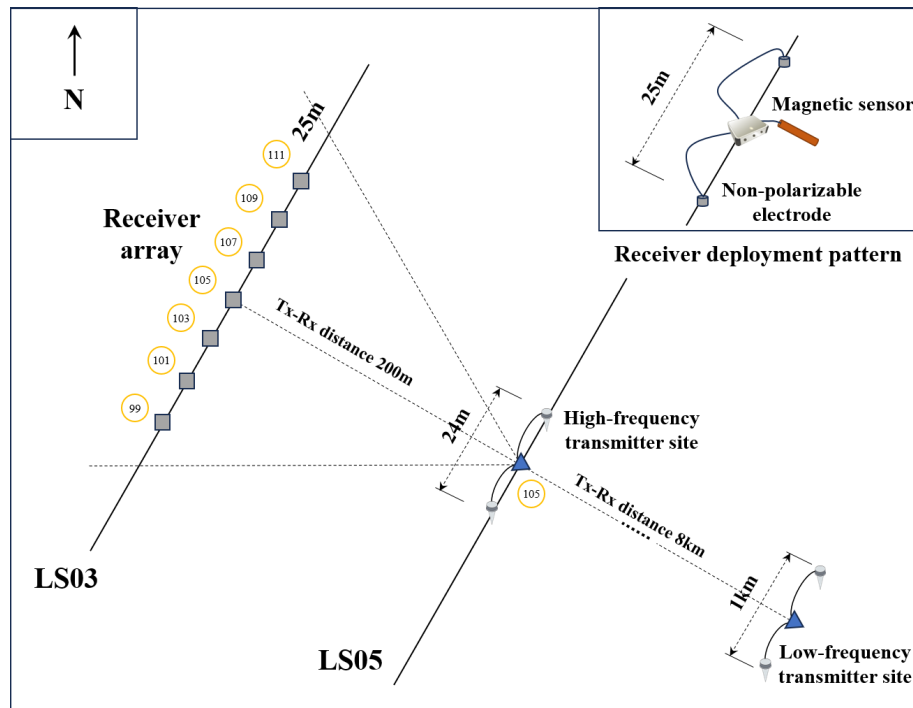 N
25m
Magnetic sensor
Non-polarizable
electrode
Receiver deployment pattern
25m
111
109
107
105
103
101
99
Receiver
array
Tx-Rx distance 200m
24m
High-frequency
transmitter site
105
Tx-Rx distance 8km
......
1km
Low-frequency
transmitter site
LS03
LS05